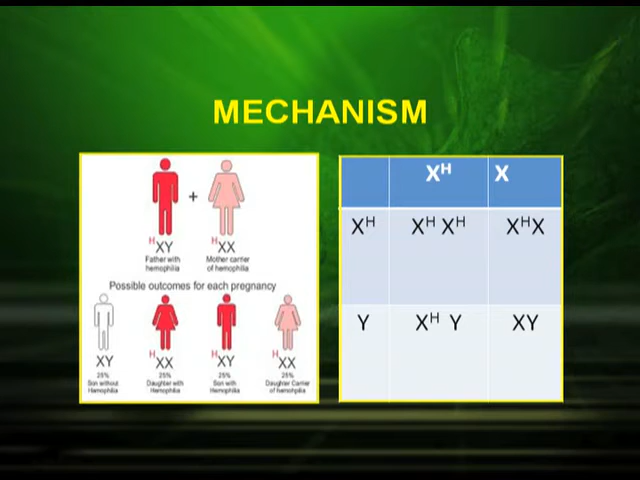 MECHANISM
HXY + HXX
Father with hemophilia
Mother carrier of hemophilia
Possible outcomes for each pregnancy
XY HXX HXY HXX
25% 25% 25% 25%
Son without Hemophilia
Daughter with Hemophilia
Son with Hemophilia
Daughter Carrier of hemohpilia
Xᴴ X
Xᴴ Xᴴ Xᴴ XᴴX
Y Xᴴ Y XY